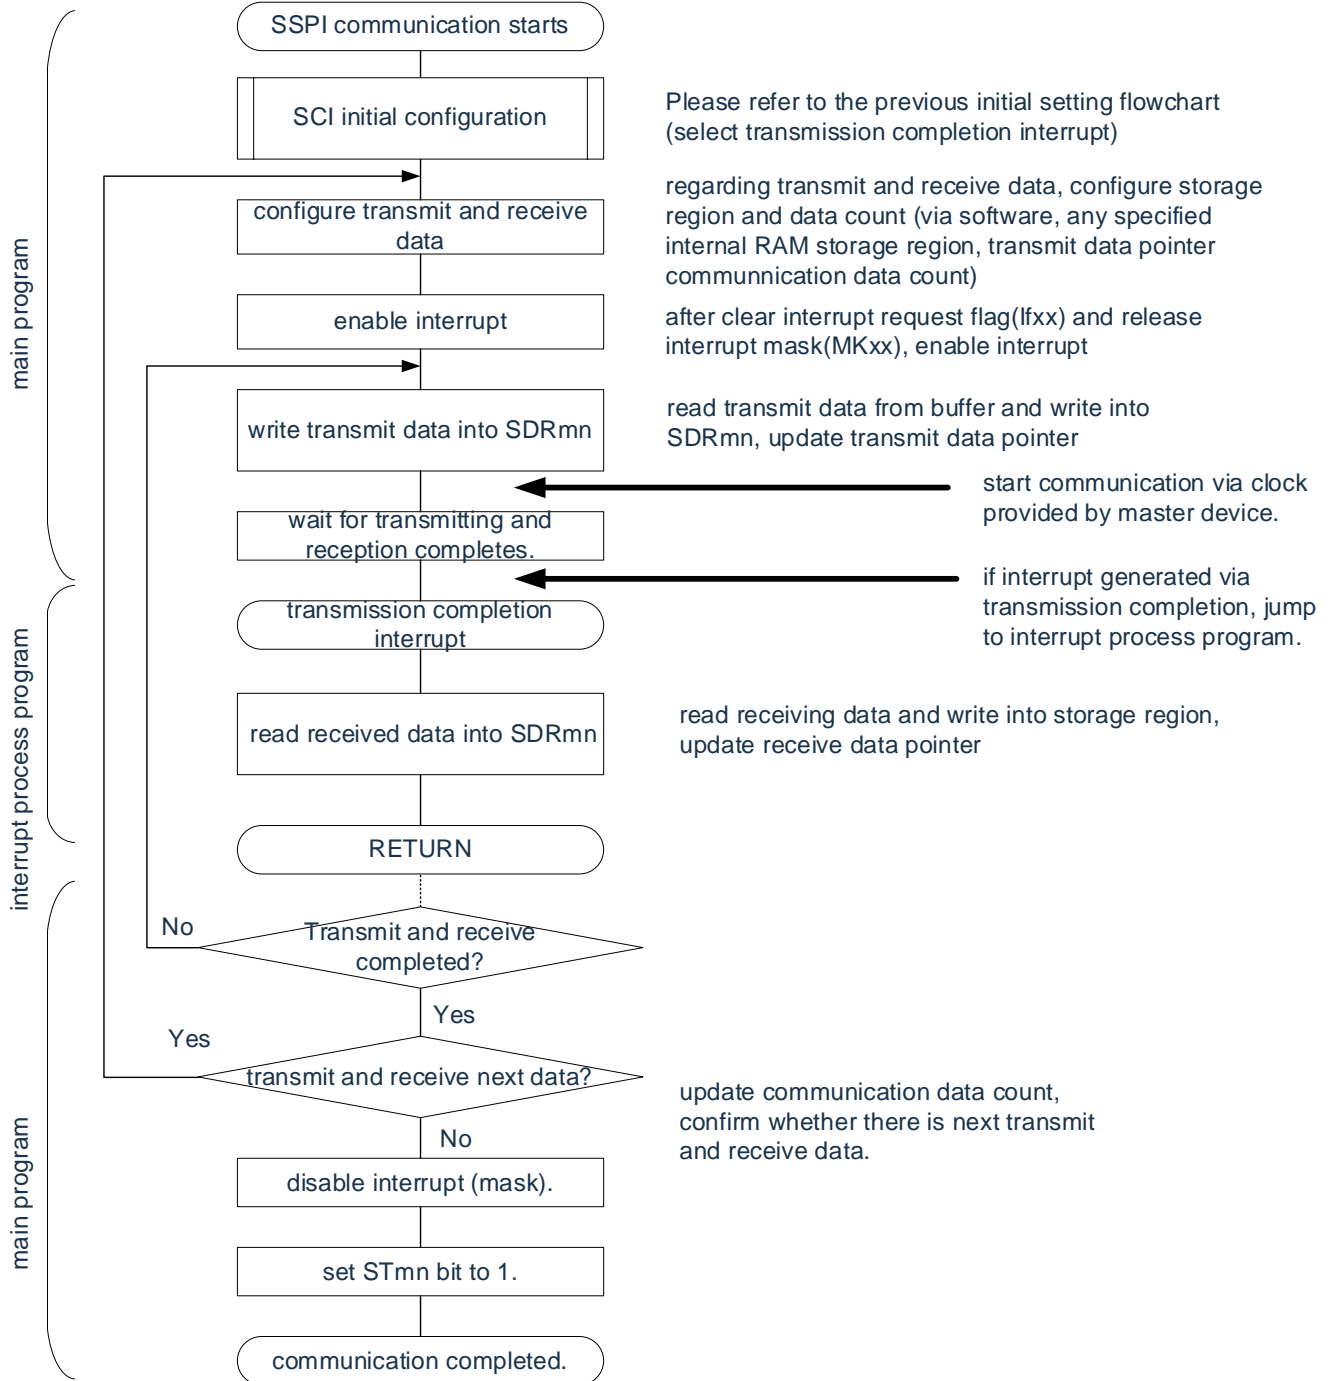 SSPI communication starts
SCI initial configuration
Please refer to the previous initial setting flowchart
(select transmission completion interrupt)
configure transmit and receive
data
regarding transmit and receive data, configure storage
region and data count (via software, any specified
internal RAM storage region, transmit data pointer
communnication data count)
enable interrupt
after clear interrupt request flag(Ifxx) and release
interrupt mask(MKxx), enable interrupt
main program
write transmit data into SDRmn
read transmit data from buffer and write into
SDRmn, update transmit data pointer
start communication via clock
provided by master device.
wait for transmitting and
reception completes.
if interrupt generated via
transmission completion, jump
to interrupt process program.
transmission completion
interrupt
interrupt process program
read received data into SDRmn
read receiving data and write into storage region,
update receive data pointer
RETURN
No
Transmit and receive
completed?
Yes
Yes
transmit and receive next data?
update communication data count,
confirm whether there is next transmit
and receive data.
No
main program
disable interrupt (mask).
set STmn bit to 1.
communication completed.